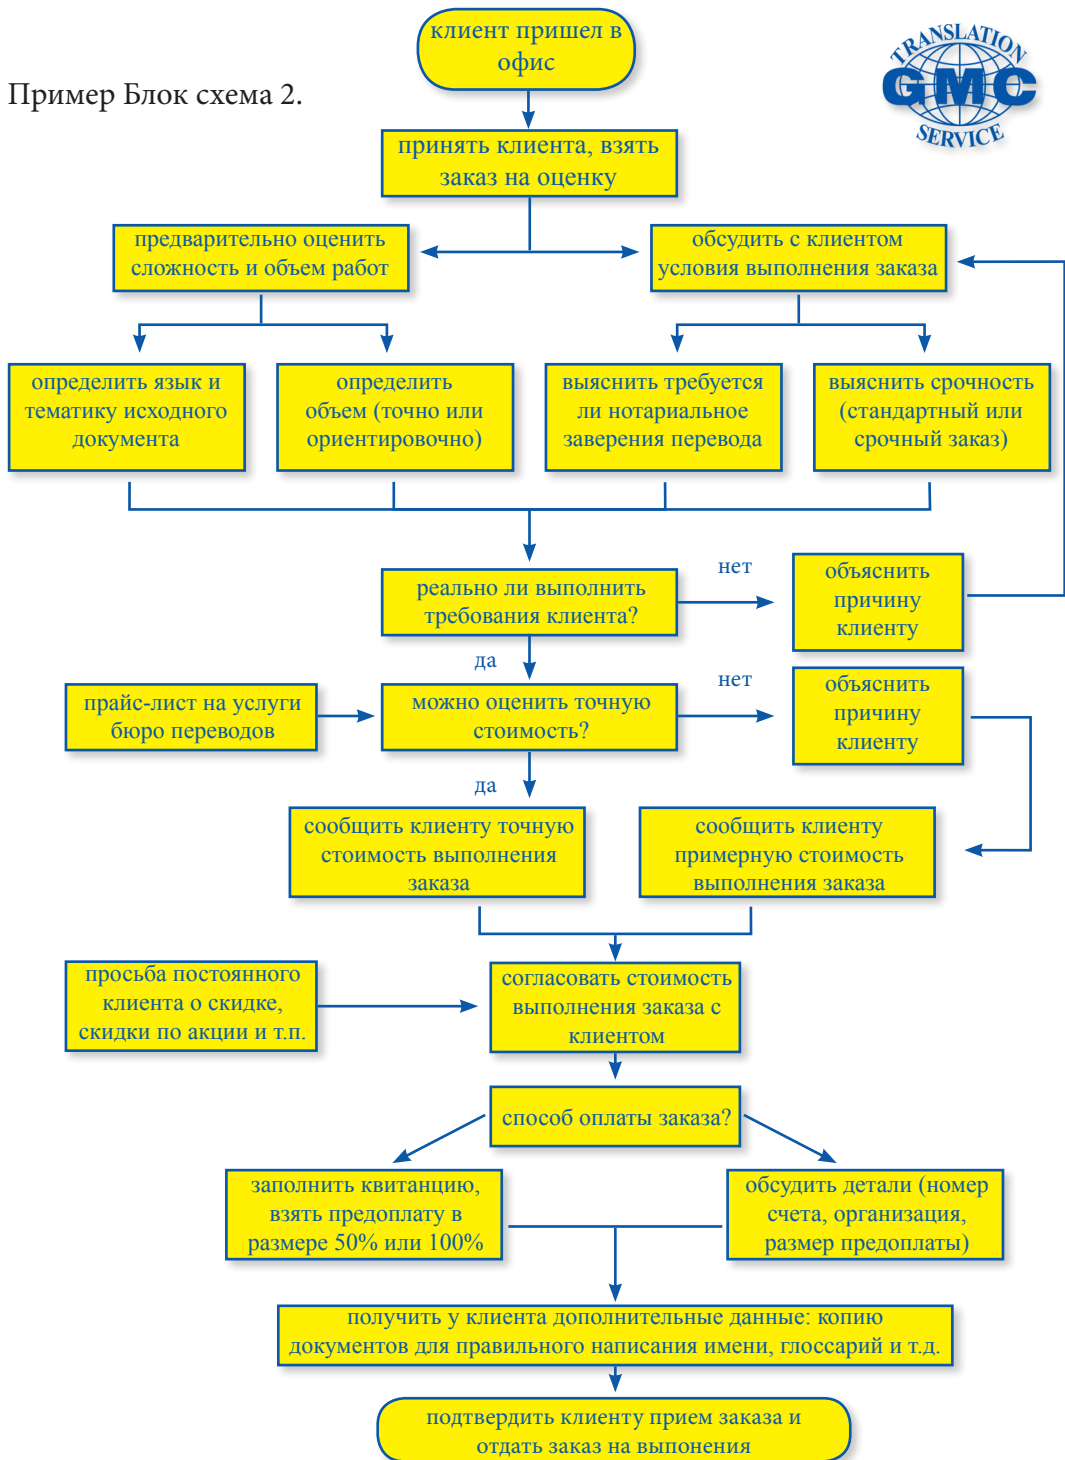 клиент пришел в
офис
TRANSLATION
GMC
SERVICE
Пример Блок схема 2.
принять клиента, взять
заказ на оценку
предварительно оценить
сложность и объем работ
обсудить с клиентом
условия выполнения заказа
определить язык и
тематику исходного
документа
определить
объем (точно или
ориентировочно)
выяснить требуется
ли нотариальное
заверения перевода
выяснить срочность
(стандартный или
срочный заказ)
реально ли выполнить
требования клиента?
нет
объяснить
причину
клиенту
да
прайс-лист на услуги
бюро переводов
можно оценить точную
стоимость?
нет
объяснить
причину
клиенту
да
сообщить клиенту точную
стоимость выполнения
заказа
сообщить клиенту
примерную стоимость
выполнения заказа
просьба постоянного
клиента о скидке,
скидки по акции и т.п.
согласовать стоимость
выполнения заказа с
клиентом
способ оплаты заказа?
заполнить квитанцию,
взять предоплату в
размере 50% или 100%
обсудить детали (номер
счета, организация,
размер предоплаты)
получить у клиента дополнительные данные: копию
документов для правильного написания имени, глоссарий и т.д.
подтвердить клиенту прием заказа и
отдать заказ на выпонения